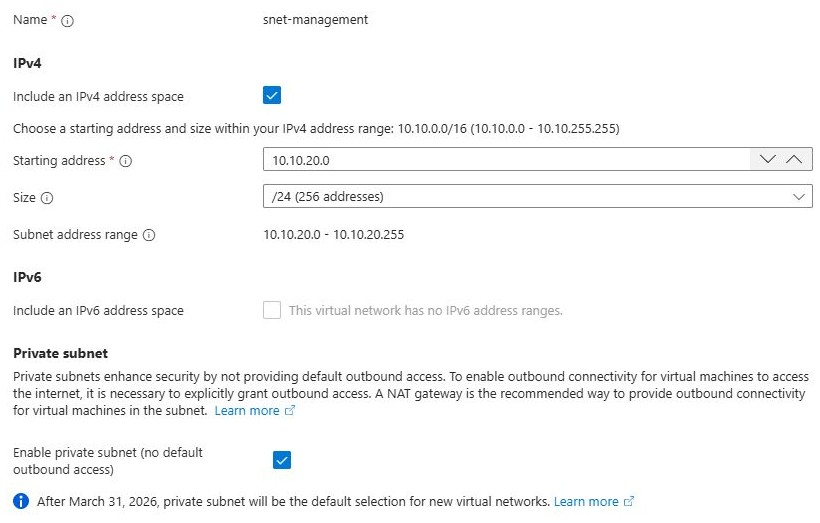 Name *
snet-management
IPv4
Include an IPv4 address space
Choose a starting address and size within your IPv4 address range: 10.10.0.0/16 (10.10.0.0 - 10.10.255.255)
Starting address *
10.10.20.0
Size
/24 (256 addresses)
Subnet address range
10.10.20.0 - 10.10.20.255
IPv6
Include an IPv6 address space
This virtual network has no IPv6 address ranges.
Private subnet
Private subnets enhance security by not providing default outbound access. To enable outbound connectivity for virtual machines to access
the internet, it is necessary to explicitly grant outbound access. A NAT gateway is the recommended way to provide outbound connectivity
for virtual machines in the subnet. Learn more
Enable private subnet (no default
outbound access)
After March 31, 2026, private subnet will be the default selection for new virtual networks. Learn more